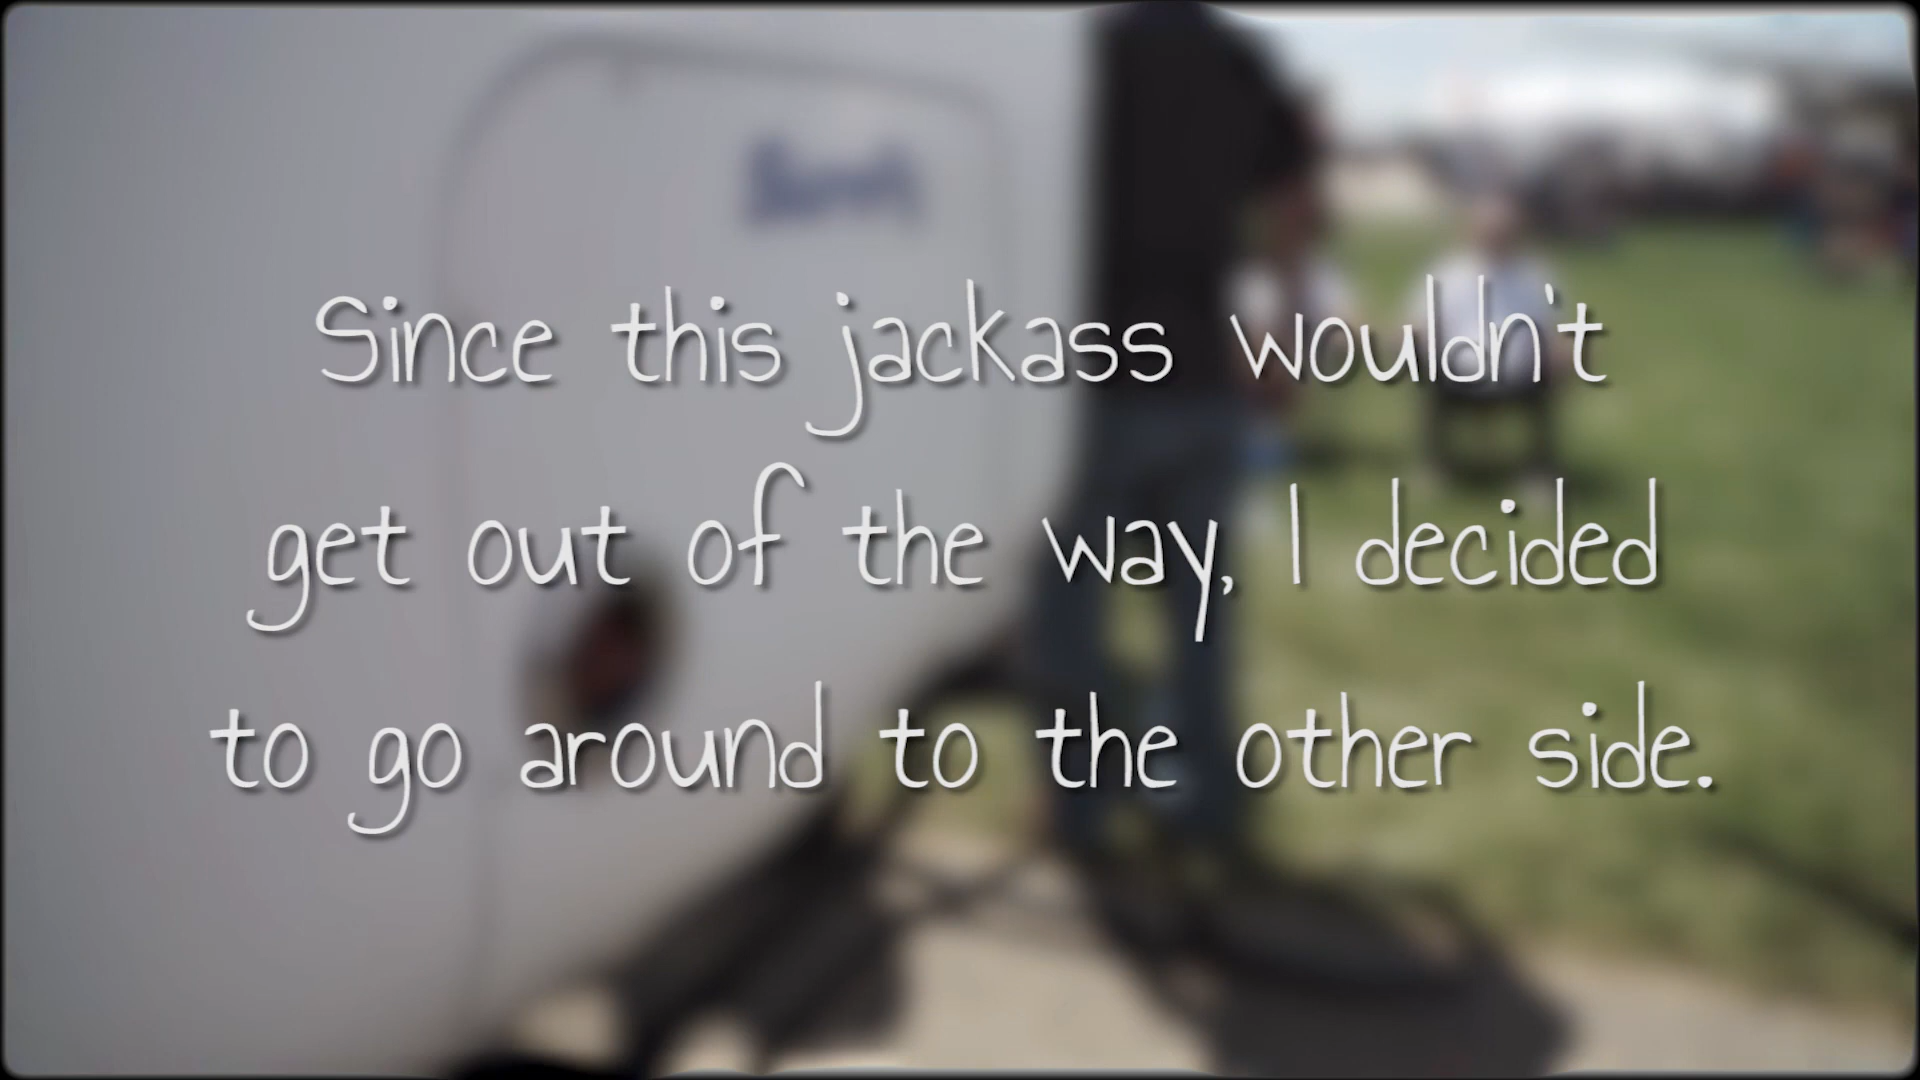 Since this jackass wouldn't
get out of the way, I decided
to go around to the other side.